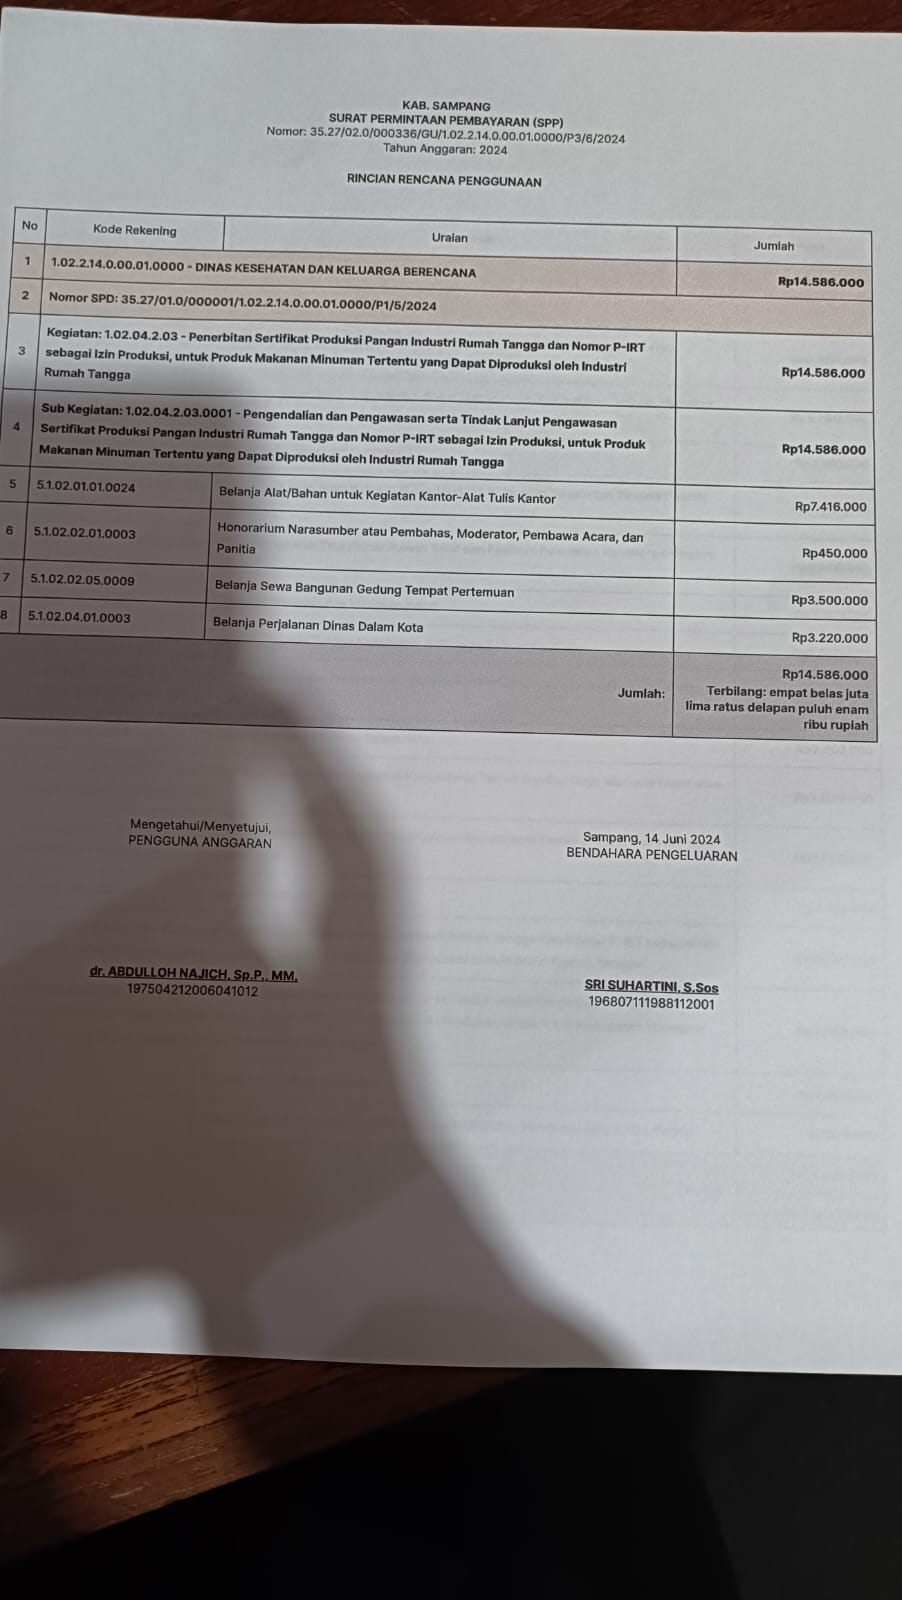 KAB. SAMPANG
SURAT PERMINTAAN PEMBAYARAN (SPP)
Nomor: 35.27/02.0/000336/GU/1.02.2.14.0.00.01.0000/P3/6/2024
Tahun Anggaran: 2024
RINCIAN RENCANA PENGGUNAAN
No Kode Rekening Uraian Jumlah
1 1.02.2.14.0.00.01.0000 - DINAS KESEHATAN DAN KELUARGA BERENCANA Rp14.586.000
2 Nomor SPD: 35.27/01.0/000001/1.02.2.14.0.00.01.0000/P1/5/2024
3 Kegiatan: 1.02.04.2.03 - Penerbitan Sertifikat Produksi Pangan Industri Rumah Tangga dan Nomor P-IRT
sebagai Izin Produksi, untuk Produk Makanan Minuman Tertentu yang Dapat Diproduksi oleh Industri
Rumah Tangga Rp14.586.000
4 Sub Kegiatan: 1.02.04.2.03.0001 - Pengendalian dan Pengawasan serta Tindak Lanjut Pengawasan
Sertifikat Produksi Pangan Industri Rumah Tangga dan Nomor P-IRT sebagai Izin Produksi, untuk Produk
Makanan Minuman Tertentu yang Dapat Diproduksi oleh Industri Rumah Tangga Rp14.586.000
5 5.1.02.01.01.0024 Belanja Alat/Bahan untuk Kegiatan Kantor-Alat Tulis Kantor Rp7.416.000
6 5.1.02.02.01.0003 Honorarium Narasumber atau Pembahas, Moderator, Pembawa Acara, dan
Panitia Rp450.000
7 5.1.02.02.05.0009 Belanja Sewa Bangunan Gedung Tempat Pertemuan Rp3.500.000
8 5.1.02.04.01.0003 Belanja Perjalanan Dinas Dalam Kota Rp3.220.000
Jumlah: Rp14.586.000
Terbilang: empat belas juta
lima ratus delapan puluh enam
ribu rupiah
Mengetahui/Menyetujui,
PENGGUNA ANGGARAN
dr. ABDULLOH NAJICH, Sp.P., MM.
197504212006041012
Sampang, 14 Juni 2024
BENDAHARA PENGELUARAN
SRI SUHARTINI, S.Sos
196807111988112001